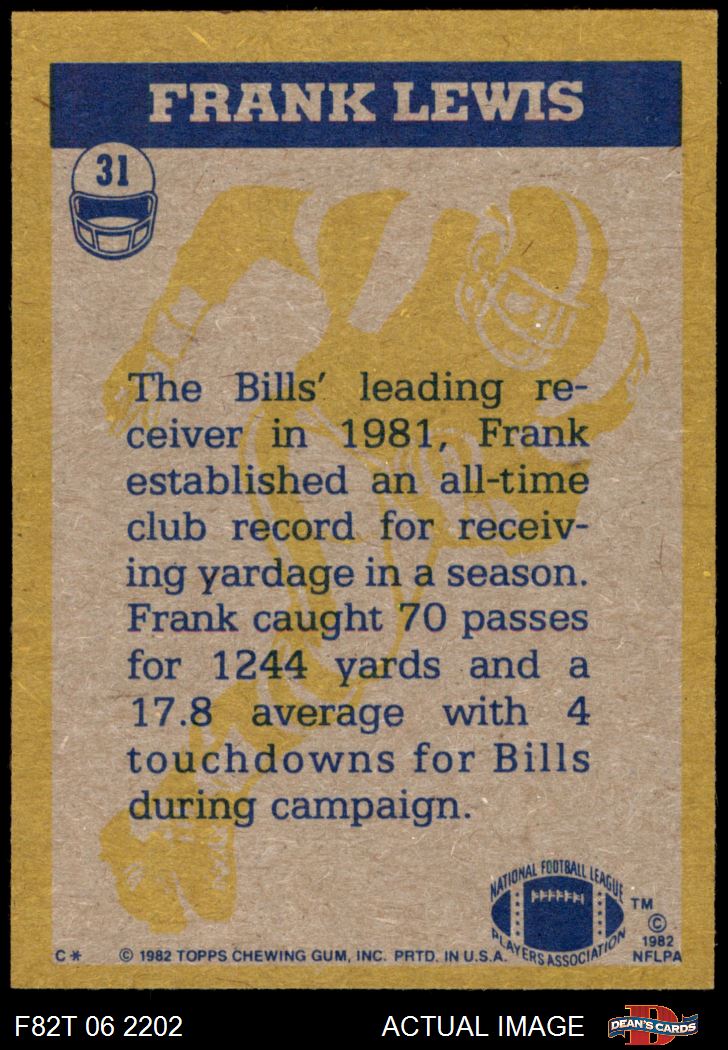 FRANK LEWIS
31
The Bills' leading re-
ceiver in 1981, Frank
established an all-time
club record for receiv-
ing yardage in a season.
Frank caught 70 passes
for 1244 yards and a
17.8 average with 4
touchdowns for Bills
during campaign.
NATIONAL FOOTBALL LEAGUE
PLAYERS ASSOCIATION
TM
©
1982
NFLPA
C* © 1982 TOPPS CHEWING GUM, INC. PRTD. IN U.S.A.
F82T 06 2202
ACTUAL IMAGE
D
DEAN'S CARDS